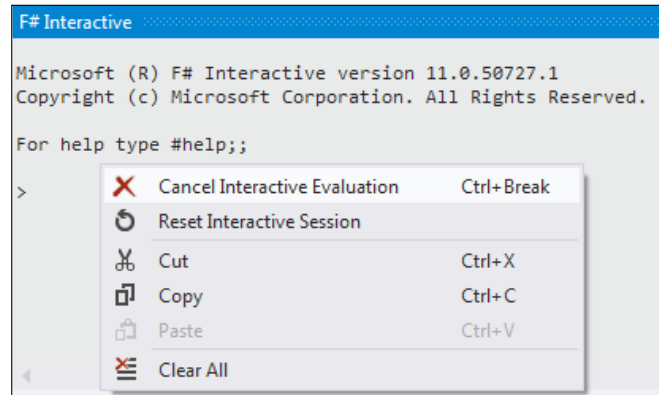 F# Interactive
Microsoft (R) F# Interactive version 11.0.50727.1
Copyright (c) Microsoft Corporation. All Rights Reserved.
For help type #help;;
>
Cancel Interactive Evaluation Ctrl+Break
Reset Interactive Session
Cut Ctrl+X
Copy Ctrl+C
Paste Ctrl+V
Clear All